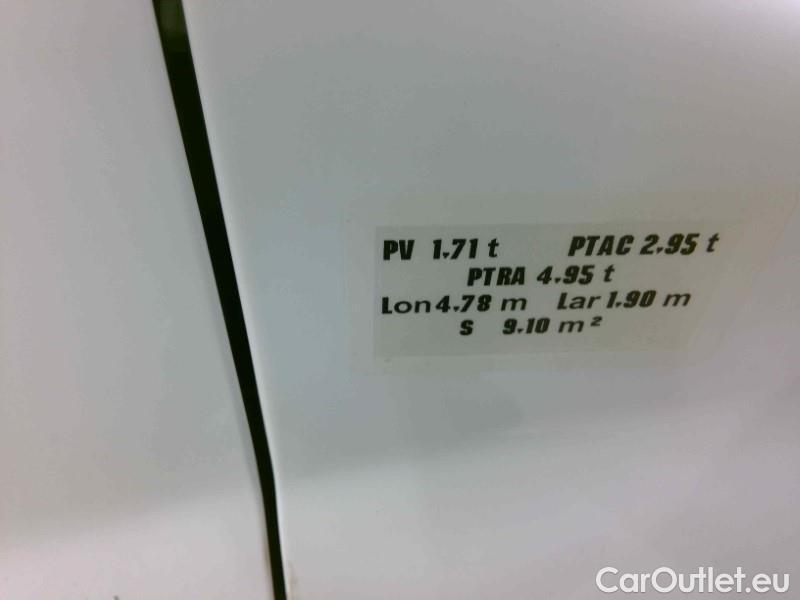 PV 1.71 t PTAC 2.95 t
PTRA 4.95 t
Lon 4.78 m Lar 1.90 m
S 9.10 m²
CarOutlet.eu